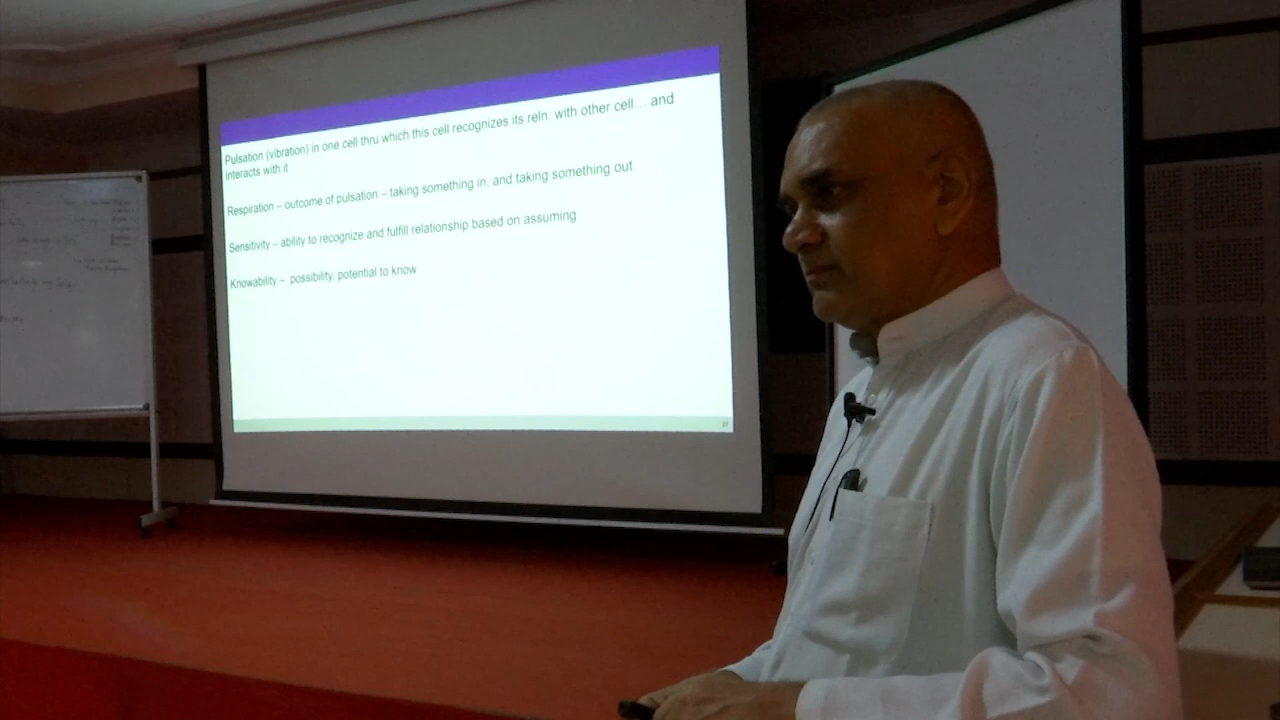 Pulsation (vibration) in one cell thru which this cell recognizes its reln. with other cell… and
interacts with it
Respiration – outcome of pulsation – taking something in, and taking something out
Sensitivity – ability to recognize and fulfill relationship based on assuming
Knowability – possibility, potential to know